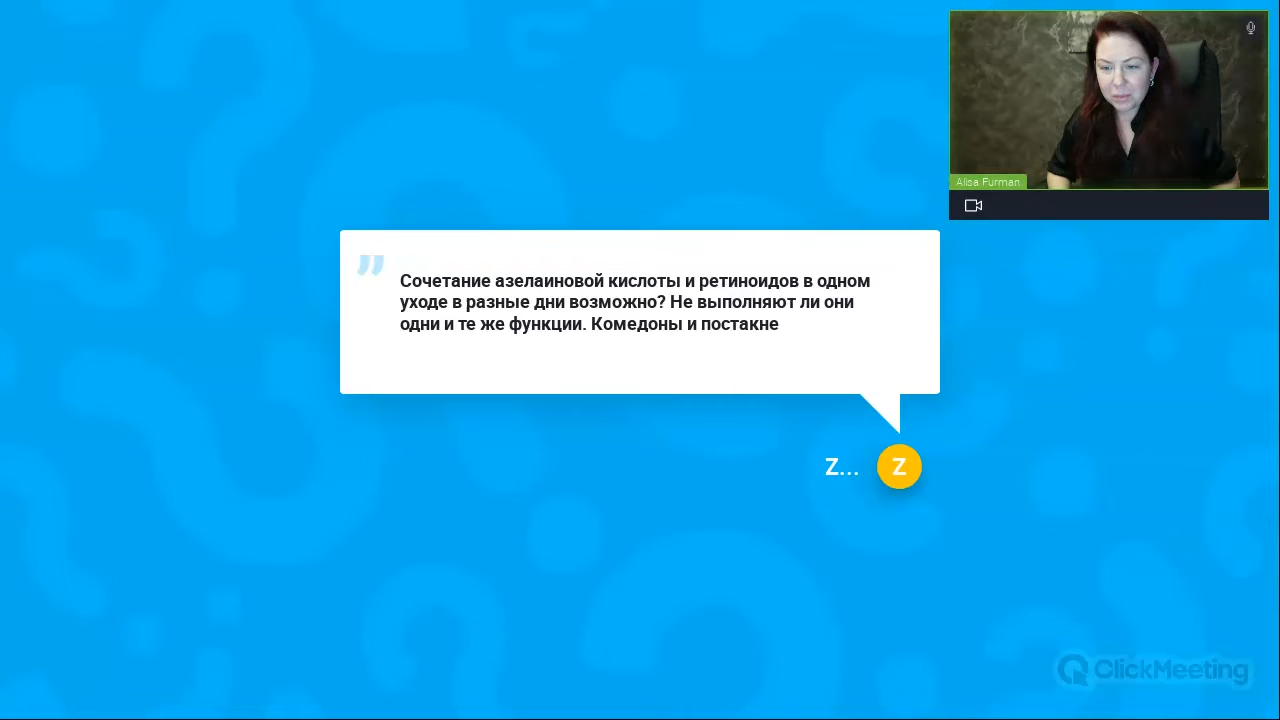 Alisa Furman
Сочетание азелаиновой кислоты и ретиноидов в одном
уходе в разные дни возможно? Не выполняют ли они
одни и те же функции. Комедоны и постакне
Z... Z
ClickMeeting